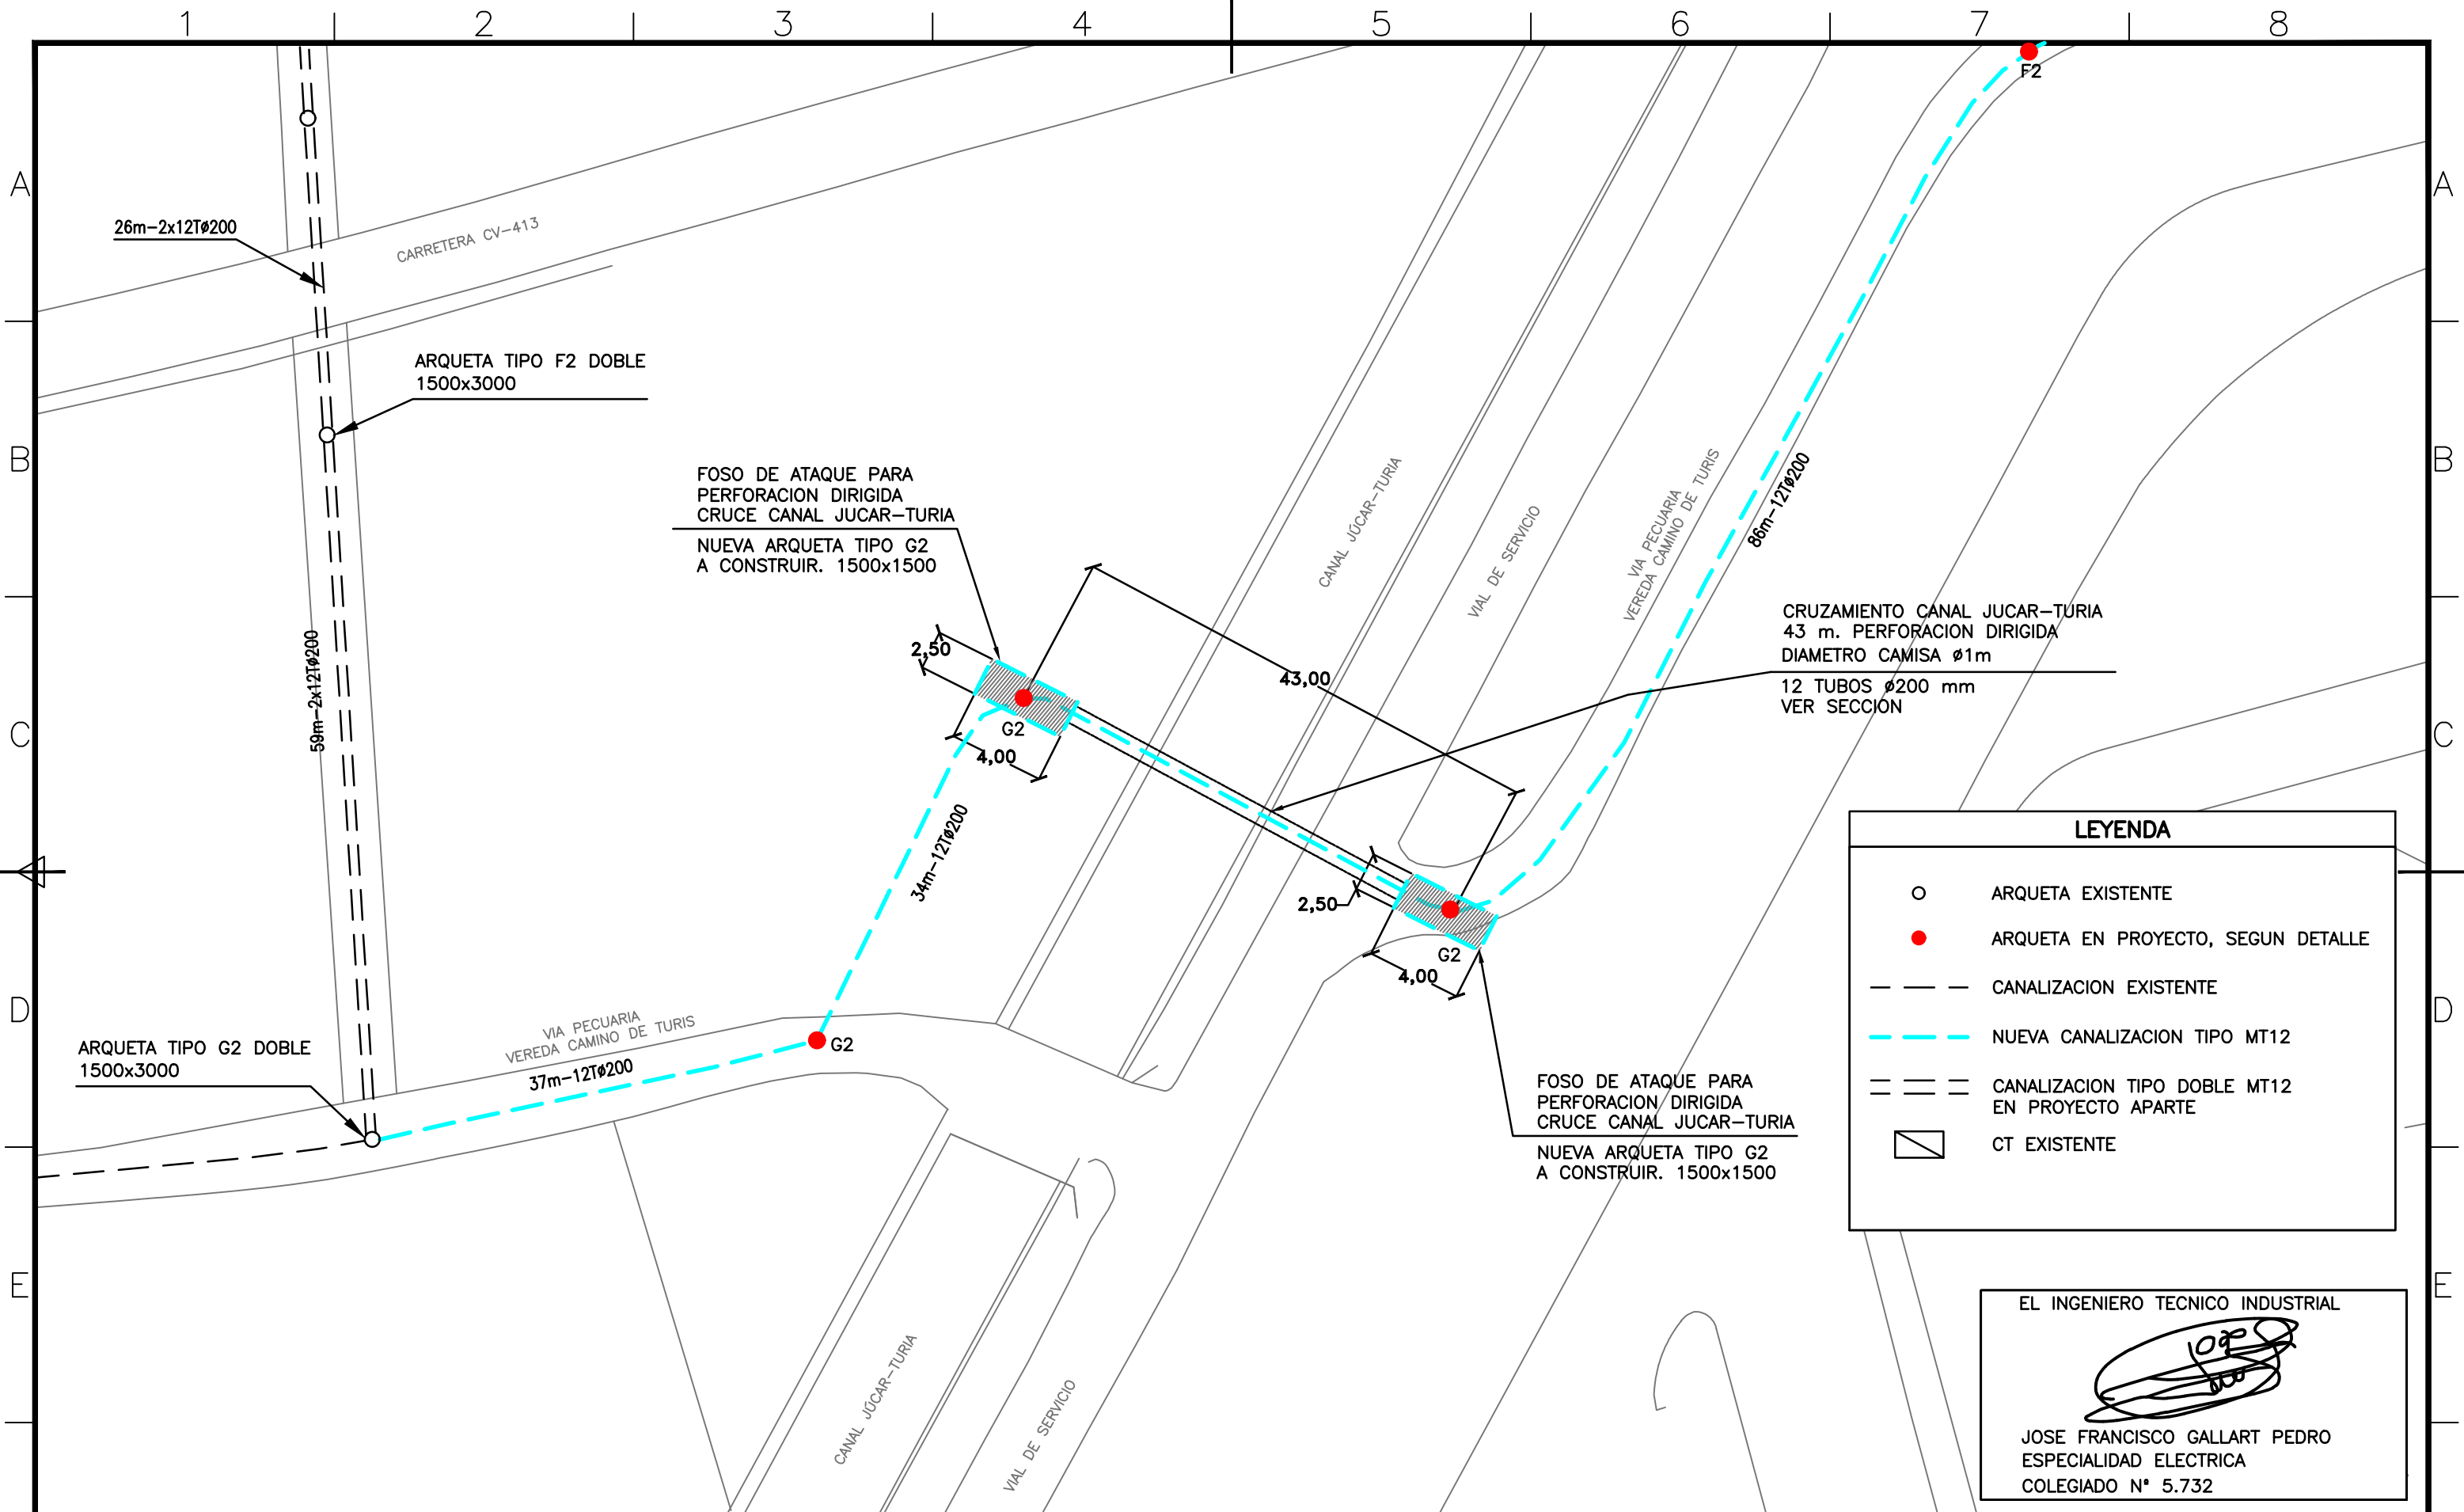 1 2 3 4 5 6 7 8
F2
A A
26m-2x12Tø200
CARRETERA CV-413
ARQUETA TIPO F2 DOBLE
1500x3000
B B
FOSO DE ATAQUE PARA
PERFORACION DIRIGIDA
CRUCE CANAL JUCAR-TURIA
NUEVA ARQUETA TIPO G2
A CONSTRUIR. 1500x1500
CANAL JÚCAR-TURIA
VIAL DE SERVICIO
VIA PECUARIA
VEREDA CAMINO DE TURIS
86m-12Tø200
59m-2x12Tø200
2,50
43,00
CRUZAMIENTO CANAL JUCAR-TURIA
43 m. PERFORACION DIRIGIDA
DIAMETRO CAMISA ø1m
12 TUBOS ø200 mm
VER SECCION
C C
G2
4,00
34m-12Tø200
2,50
G2
4,00
LEYENDA
ARQUETA EXISTENTE
ARQUETA EN PROYECTO, SEGUN DETALLE
CANALIZACION EXISTENTE
NUEVA CANALIZACION TIPO MT12
CANALIZACION TIPO DOBLE MT12
EN PROYECTO APARTE
CT EXISTENTE
D D
VIA PECUARIA
VEREDA CAMINO DE TURIS
G2
ARQUETA TIPO G2 DOBLE
1500x3000
37m-12Tø200
FOSO DE ATAQUE PARA
PERFORACION DIRIGIDA
CRUCE CANAL JUCAR-TURIA
NUEVA ARQUETA TIPO G2
A CONSTRUIR. 1500x1500
E E
CANAL JÚCAR-TURIA
VIAL DE SERVICIO
EL INGENIERO TECNICO INDUSTRIAL
JOSE FRANCISCO GALLART PEDRO
ESPECIALIDAD ELECTRICA
COLEGIADO Nº 5.732